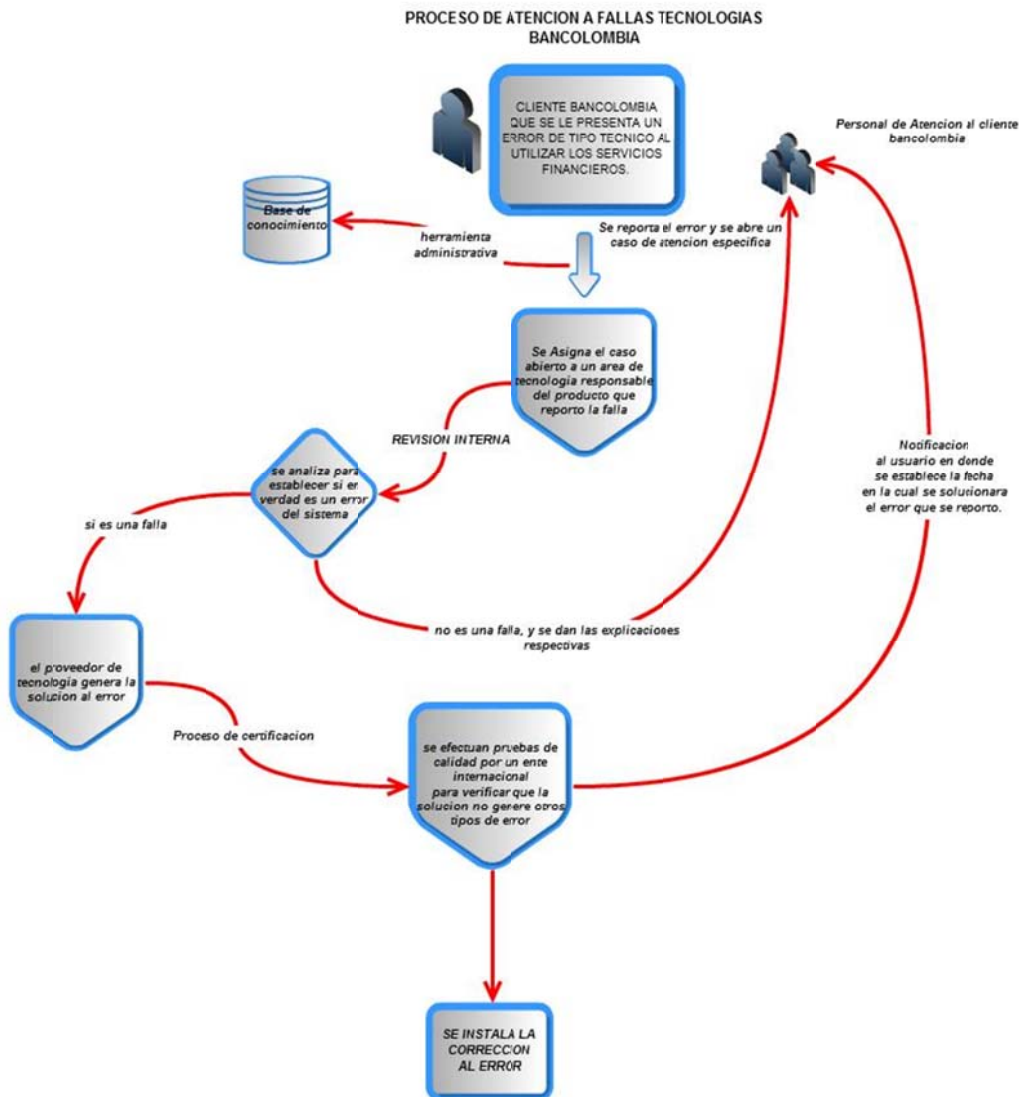 PROCESO DE ATENCION A FALLAS TECNOLOGIAS
BANCOLOMBIA
CLIENTE BANCOLOMBIA
QUE SE LE PRESENTA UN
ERROR DE TIPO TECNICO AL
UTILIZAR LOS SERVICIOS
FINANCIEROS.
Personal de Atencion al cliente
bancolombia
Base de
conocimiento
herramienta
administrativa
Se reporta el error y se abre un
caso de atencion especifica
Se Asigna el caso
abierto a un area de
tecnologia responsable
del producto que
reporto la falla
REVISION INTERNA
se analiza para
establecer si en
verdad es un error
del sistema
Notificacion
al usuario en donde
se establece la fecha
en la cual se solucionara
el error que se reporto.
si es una falla
no es una falla, y se dan las explicaciones
respectivas
el proveedor de
tecnologia genera la
solucion al error
Proceso de certificacion
se efectuan pruebas de
calidad por un ente
internacional
para verificar que la
solucion no genere otros
tipos de error
SE INSTALA LA
CORRECCION
AL ERROR